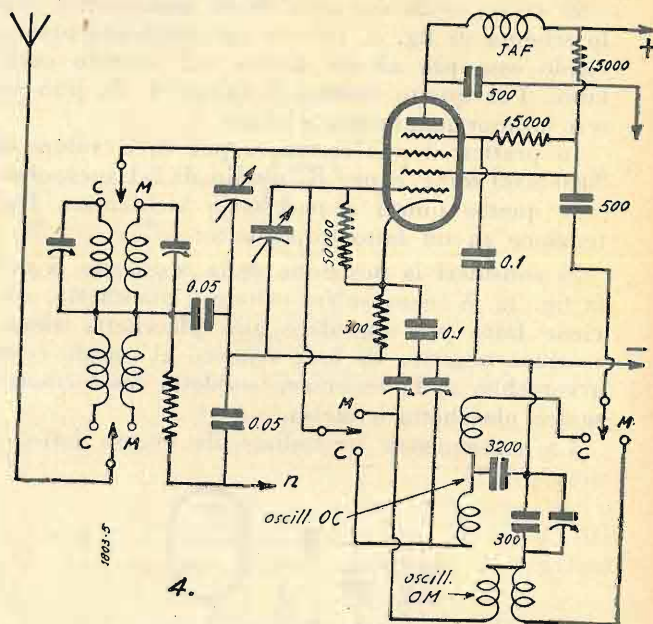 JAF
+
15000
500
15000
C
M
50000
500
0.1
0.05
300
0.1
-
C
M
0.05
M
C
3200
C
M
n
oscill. OC
300
1803-5
4.
oscill.
OM